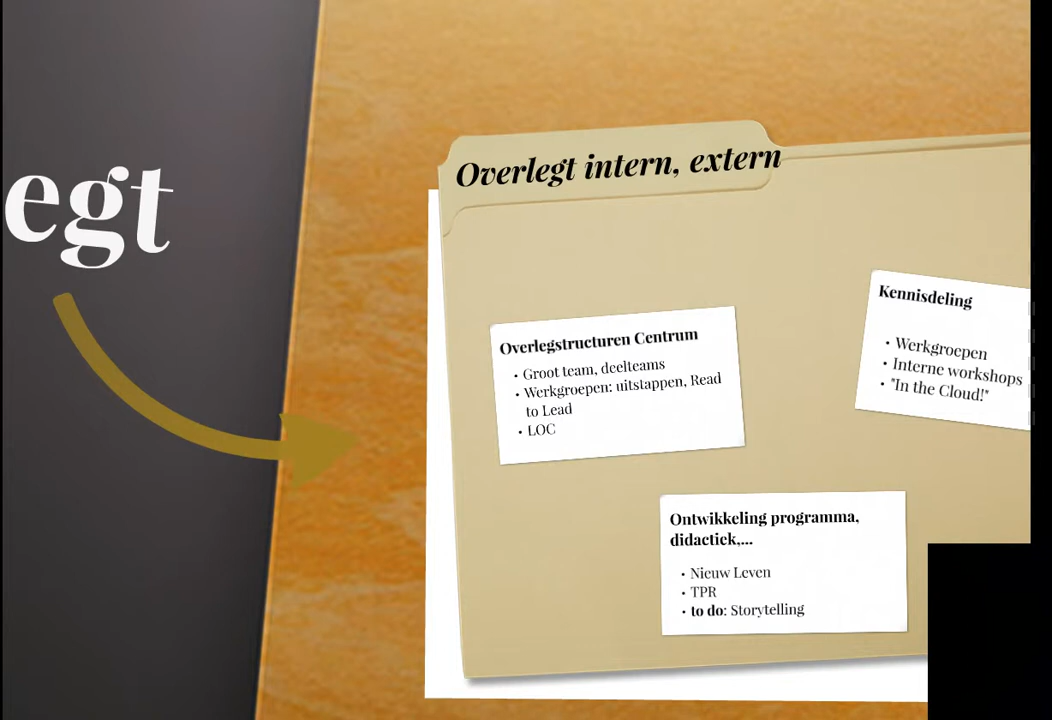 egt
Overlegt intern, extern
Overlegstructuren Centrum
• Groot team, deelteams
• Werkgroepen: uitstappen, Read
to Lead
• LOC
Kennisdeling
• Werkgroepen
• Interne workshops
• "In the Cloud!"
Ontwikkeling programma,
didactiek,...
• Nieuw Leven
• TPR
• to do: Storytelling